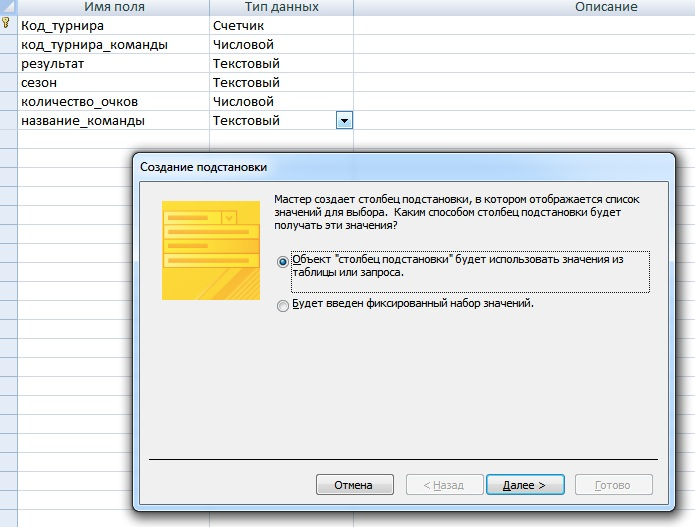 Имя поля Тип данных Описание
Код_турнира Счетчик
код_турнира_команды Числовой
результат Текстовый
сезон Текстовый
количество_очков Числовой
название_команды Текстовый
Создание подстановки
Мастер создает столбец подстановки, в котором отображается список
значений для выбора. Каким способом столбец подстановки будет
получать эти значения?
Объект "столбец подстановки" будет использовать значения из
таблицы или запроса.
Будет введен фиксированный набор значений.
Отмена < Назад Далее > Готово